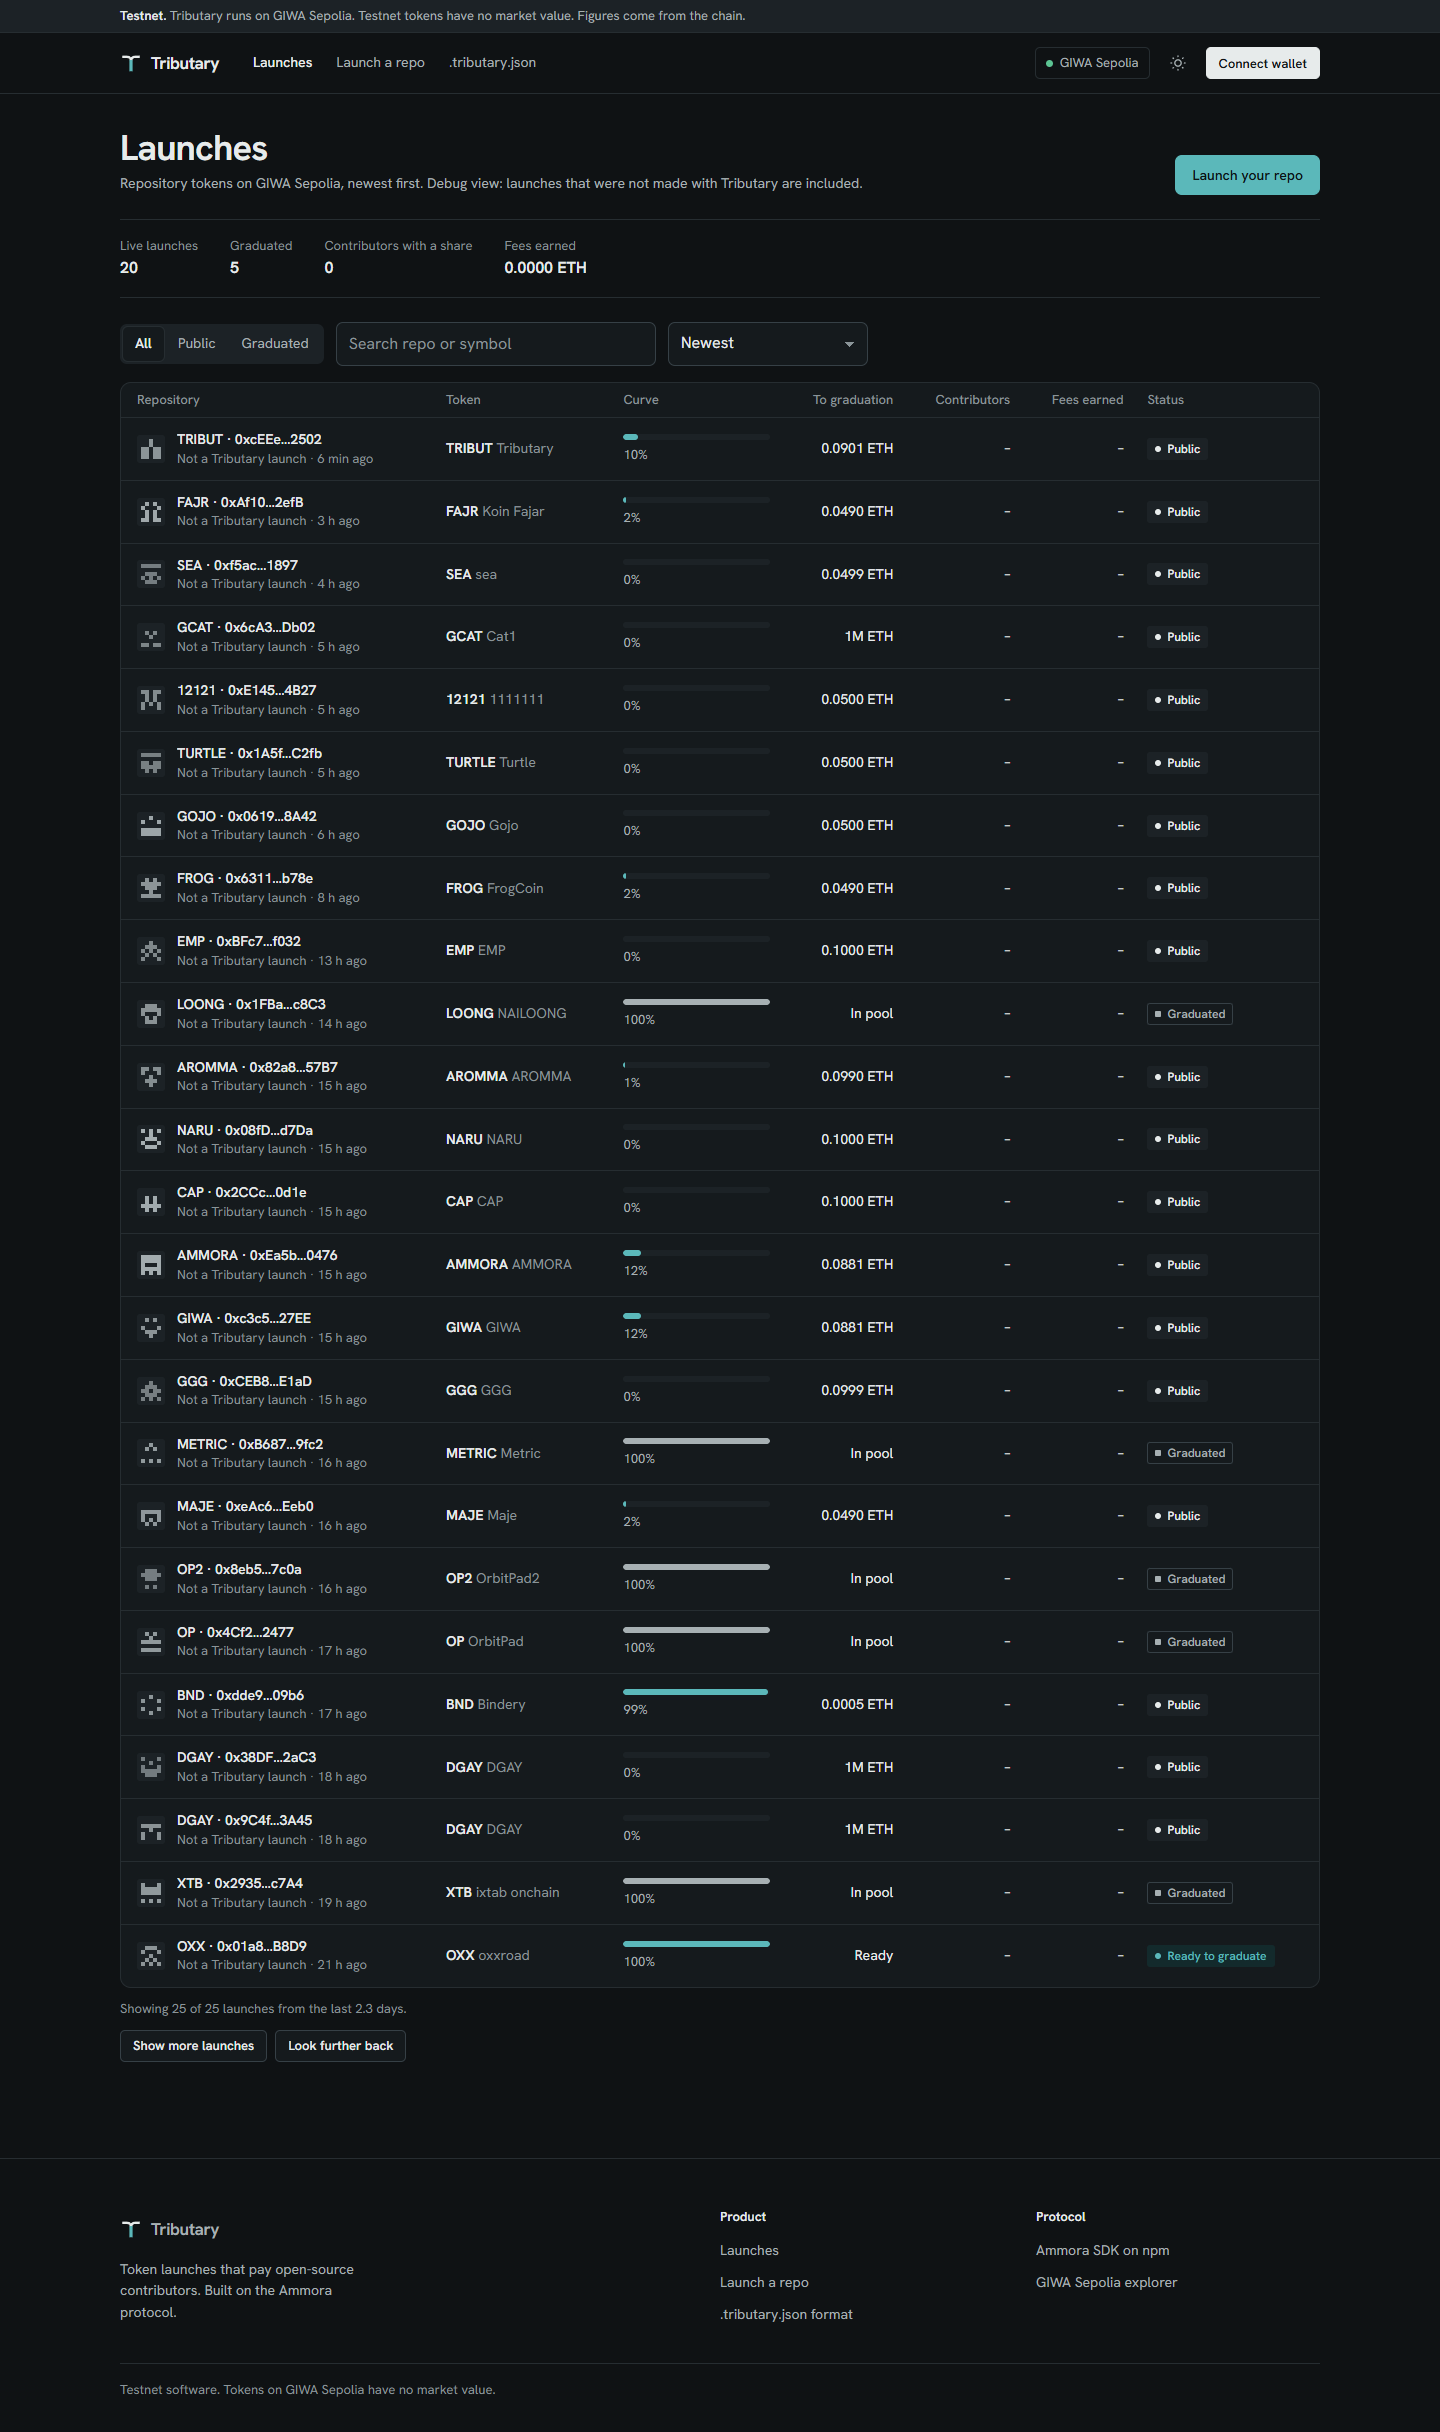 Testnet. Tributary runs on GIWA Sepolia. Testnet tokens have no market value. Figures come from the chain.
Tributary Launches Launch a repo .tributary.json GIWA Sepolia Connect wallet
Launches
Repository tokens on GIWA Sepolia, newest first. Debug view: launches that were not made with Tributary are included.
Launch your repo
Live launches Graduated Contributors with a share Fees earned
20 5 0 0.0000 ETH
All Public Graduated Search repo or symbol Newest
Repository Token Curve To graduation Contributors Fees earned Status
TRIBUT · 0xcEEe...2502
Not a Tributary launch · 6 min ago
TRIBUT Tributary
10%
0.0901 ETH – – Public
FAJR · 0xAf10...2efB
Not a Tributary launch · 3 h ago
FAJR Koin Fajar
2%
0.0490 ETH – – Public
SEA · 0xf5ac...1897
Not a Tributary launch · 4 h ago
SEA sea
0%
0.0499 ETH – – Public
GCAT · 0x6cA3...Db02
Not a Tributary launch · 5 h ago
GCAT Cat1
0%
1M ETH – – Public
12121 · 0xE145...4B27
Not a Tributary launch · 5 h ago
12121 1111111
0%
0.0500 ETH – – Public
TURTLE · 0x1A5f...C2fb
Not a Tributary launch · 5 h ago
TURTLE Turtle
0%
0.0500 ETH – – Public
GOJO · 0x0619...8A42
Not a Tributary launch · 6 h ago
GOJO Gojo
0%
0.0500 ETH – – Public
FROG · 0x6311...b78e
Not a Tributary launch · 8 h ago
FROG FrogCoin
2%
0.0490 ETH – – Public
EMP · 0xBFc7...f032
Not a Tributary launch · 13 h ago
EMP EMP
0%
0.1000 ETH – – Public
LOONG · 0x1FBa...c8C3
Not a Tributary launch · 14 h ago
LOONG NAILOONG
100%
In pool – – Graduated
AROMMA · 0x82a8...57B7
Not a Tributary launch · 15 h ago
AROMMA AROMMA
1%
0.0990 ETH – – Public
NARU · 0x08fD...d7Da
Not a Tributary launch · 15 h ago
NARU NARU
0%
0.1000 ETH – – Public
CAP · 0x2CCc...0d1e
Not a Tributary launch · 15 h ago
CAP CAP
0%
0.1000 ETH – – Public
AMMORA · 0xEa5b...0476
Not a Tributary launch · 15 h ago
AMMORA AMMORA
12%
0.0881 ETH – – Public
GIWA · 0xc3c5...27EE
Not a Tributary launch · 15 h ago
GIWA GIWA
12%
0.0881 ETH – – Public
GGG · 0xCEB8...E1aD
Not a Tributary launch · 15 h ago
GGG GGG
0%
0.0999 ETH – – Public
METRIC · 0xB687...9fc2
Not a Tributary launch · 16 h ago
METRIC Metric
100%
In pool – – Graduated
MAJE · 0xeAc6...Eeb0
Not a Tributary launch · 16 h ago
MAJE Maje
2%
0.0490 ETH – – Public
OP2 · 0x8eb5...7c0a
Not a Tributary launch · 16 h ago
OP2 OrbitPad2
100%
In pool – – Graduated
OP · 0x4Cf2...2477
Not a Tributary launch · 17 h ago
OP OrbitPad
100%
In pool – – Graduated
BND · 0xdde9...09b6
Not a Tributary launch · 17 h ago
BND Bindery
99%
0.0005 ETH – – Public
DGAY · 0x38DF...2aC3
Not a Tributary launch · 18 h ago
DGAY DGAY
0%
1M ETH – – Public
DGAY · 0x9C4f...3A45
Not a Tributary launch · 18 h ago
DGAY DGAY
0%
1M ETH – – Public
XTB · 0x2935...c7A4
Not a Tributary launch · 19 h ago
XTB ixtab onchain
100%
In pool – – Graduated
OXX · 0x01a8...B8D9
Not a Tributary launch · 21 h ago
OXX oxxroad
100%
Ready – – Ready to graduate
Showing 25 of 25 launches from the last 2.3 days.
Show more launches Look further back
Tributary
Token launches that pay open-source
contributors. Built on the Ammora
protocol.
Product
Launches
Launch a repo
.tributary.json format
Protocol
Ammora SDK on npm
GIWA Sepolia explorer
Testnet software. Tokens on GIWA Sepolia have no market value.